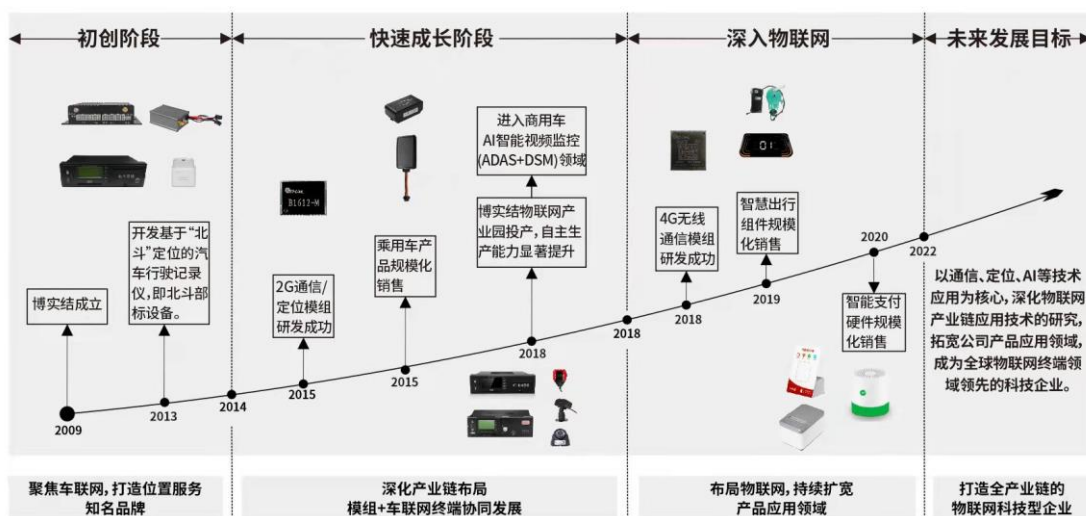 初创阶段
快速成长阶段
深入物联网
未来发展目标
博实结成立
开发基于“北
斗”定位的汽
车行驶记录
仪，即北斗部
标设备。
B1612-M
2G通信/
定位模组
研发成功
乘用车产
品规模化
销售
进入商用车
AI智能视频监控
(ADAS+DSM)领域
博实结物联网产
业园投产，自主生
产能力显著提升
4G无线
通信模组
研发成功
智慧出行
组件规模
化销售
智能支付
硬件规模
化销售
以通信、定位、AI等技术
应用为核心，深化物联网
产业链应用技术的研究，
拓宽公司产品应用领域，
成为全球物联网终端领
域领先的科技企业。
2009
2013
2014
2015
2015
2018
2018
2018
2019
2020
2022
聚焦车联网，打造位置服务
知名品牌
深化产业链布局
模组+车联网终端协同发展
布局物联网，持续扩宽
产品应用领域
打造全产业链的
物联网科技型企业